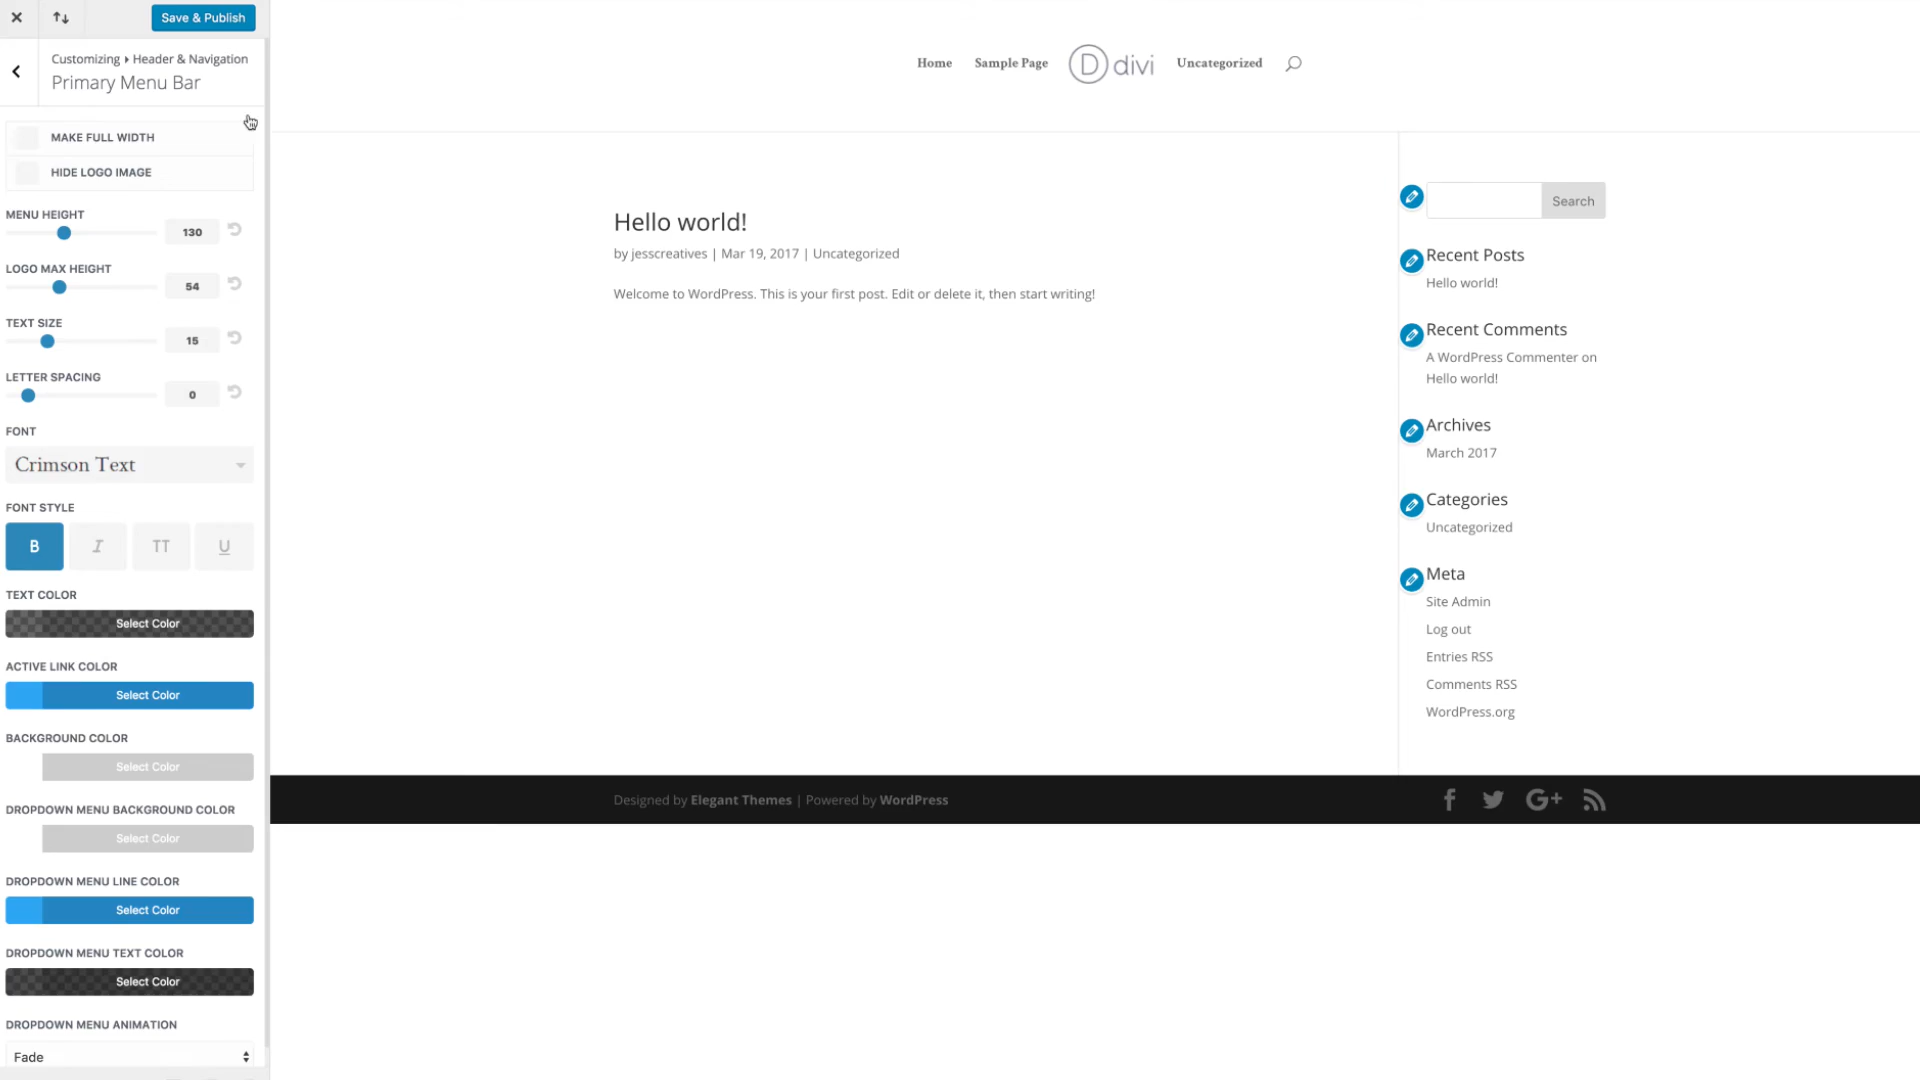 Save & Publish
Customizing ▸ Header & Navigation
Primary Menu Bar
MAKE FULL WIDTH
HIDE LOGO IMAGE
MENU HEIGHT
130
LOGO MAX HEIGHT
54
TEXT SIZE
15
LETTER SPACING
0
FONT
Crimson Text
FONT STYLE
B I TT U
TEXT COLOR
Select Color
ACTIVE LINK COLOR
Select Color
BACKGROUND COLOR
Select Color
DROPDOWN MENU BACKGROUND COLOR
Select Color
DROPDOWN MENU LINE COLOR
Select Color
DROPDOWN MENU TEXT COLOR
Select Color
DROPDOWN MENU ANIMATION
Fade
Home Sample Page D divi Uncategorized
Hello world!
by jesscreatives | Mar 19, 2017 | Uncategorized
Welcome to WordPress. This is your first post. Edit or delete it, then start writing!
Search
Recent Posts
Hello world!
Recent Comments
A WordPress Commenter on
Hello world!
Archives
March 2017
Categories
Uncategorized
Meta
Site Admin
Log out
Entries RSS
Comments RSS
WordPress.org
Designed by Elegant Themes | Powered by WordPress